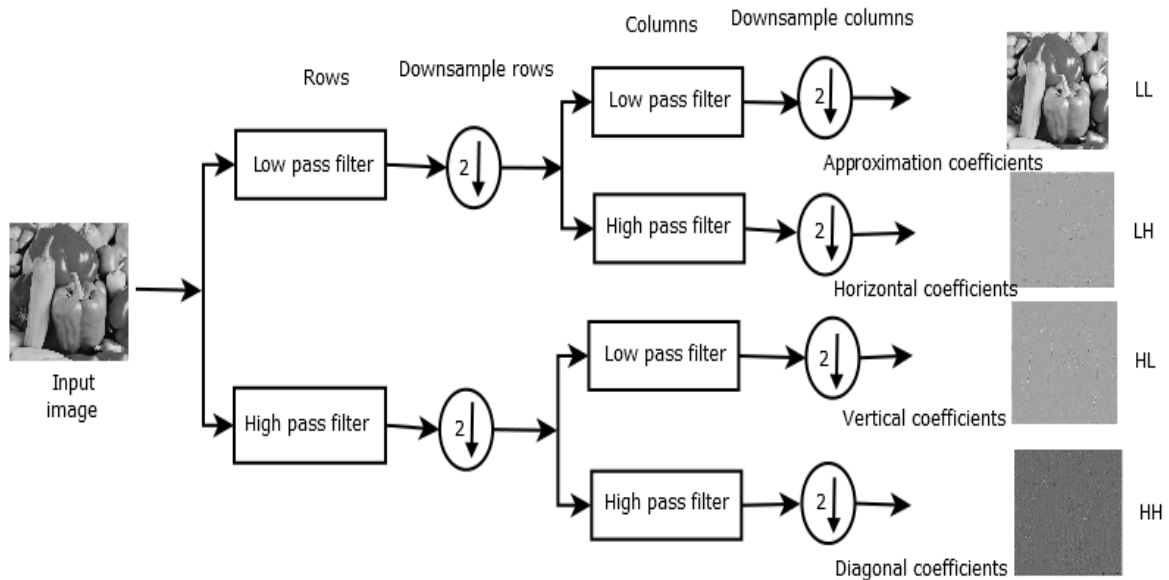 Rows
Downsample rows
Columns
Downsample columns
Low pass filter
2
Low pass filter
2
Approximation coefficients
LL
High pass filter
2
Horizontal coefficients
LH
Input
image
High pass filter
2
Low pass filter
2
Vertical coefficients
HL
High pass filter
2
Diagonal coefficients
HH